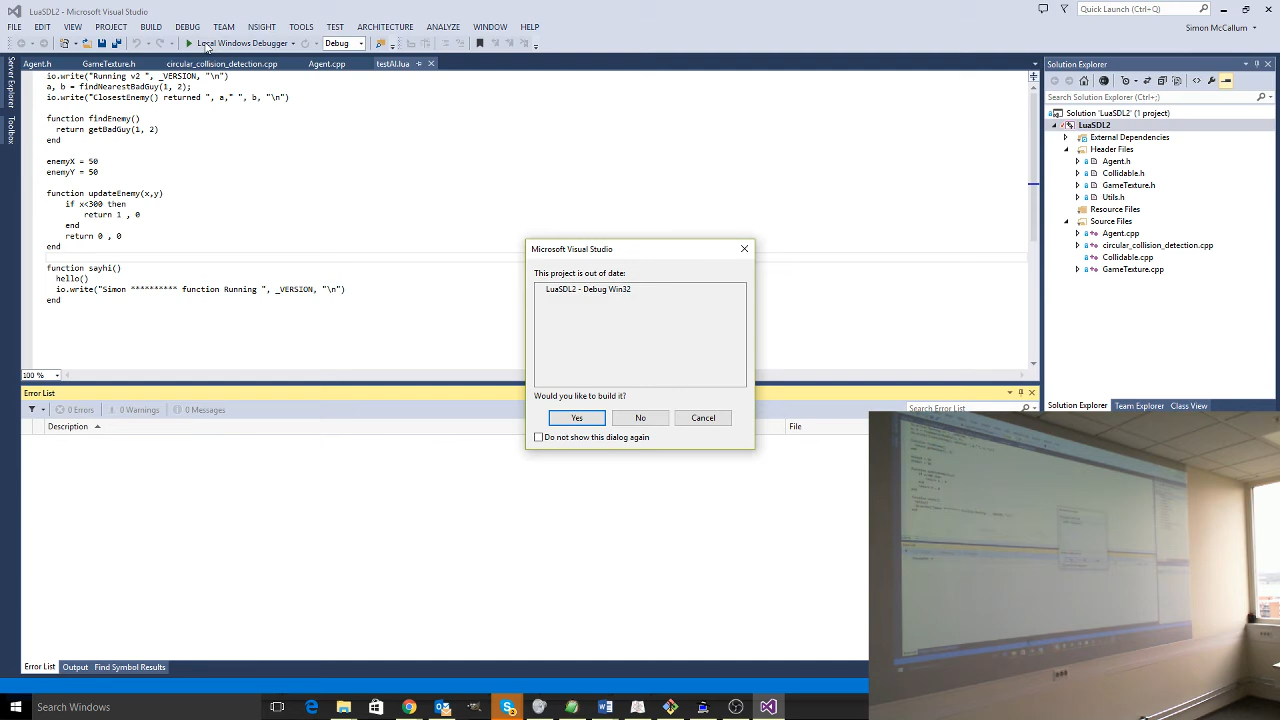 LuaSDL2 - Microsoft Visual Studio
Quick Launch (Ctrl+Q)
FILE EDIT VIEW PROJECT BUILD DEBUG TEAM NSIGHT TOOLS TEST ARCHITECTURE ANALYZE WINDOW HELP
Simon McCallum
Local Windows Debugger
Debug
Server Explorer
Toolbox
Agent.h GameTexture.h circular_collision_detection.cpp Agent.cpp testAI.lua
io.write("Running v2 ", _VERSION, "\n")
a, b = findNearestBadGuy(1, 2);
io.write("ClosestEnemy() returned ", a," ", b, "\n")
function findEnemy()
return getBadGuy(1, 2)
end
enemyX = 50
enemyY = 50
function updateEnemy(x,y)
if x<300 then
return 1 , 0
end
return 0 , 0
end
function sayhi()
hello()
io.write("Simon ********** function Running ", _VERSION, "\n")
end
100 %
Microsoft Visual Studio
This project is out of date:
LuaSDL2 - Debug Win32
Would you like to build it?
Yes No Cancel
Do not show this dialog again
Solution Explorer
Search Solution Explorer (Ctrl+;)
Solution 'LuaSDL2' (1 project)
LuaSDL2
External Dependencies
Header Files
Agent.h
Collidable.h
GameTexture.h
Utils.h
Resource Files
Source Files
Agent.cpp
circular_collision_detection.cpp
Collidable.cpp
GameTexture.cpp
Solution Explorer Team Explorer Class View
Error List
0 Errors 0 Warnings 0 Messages
Search Error List
Description
File
Error List Output Find Symbol Results
Search Windows